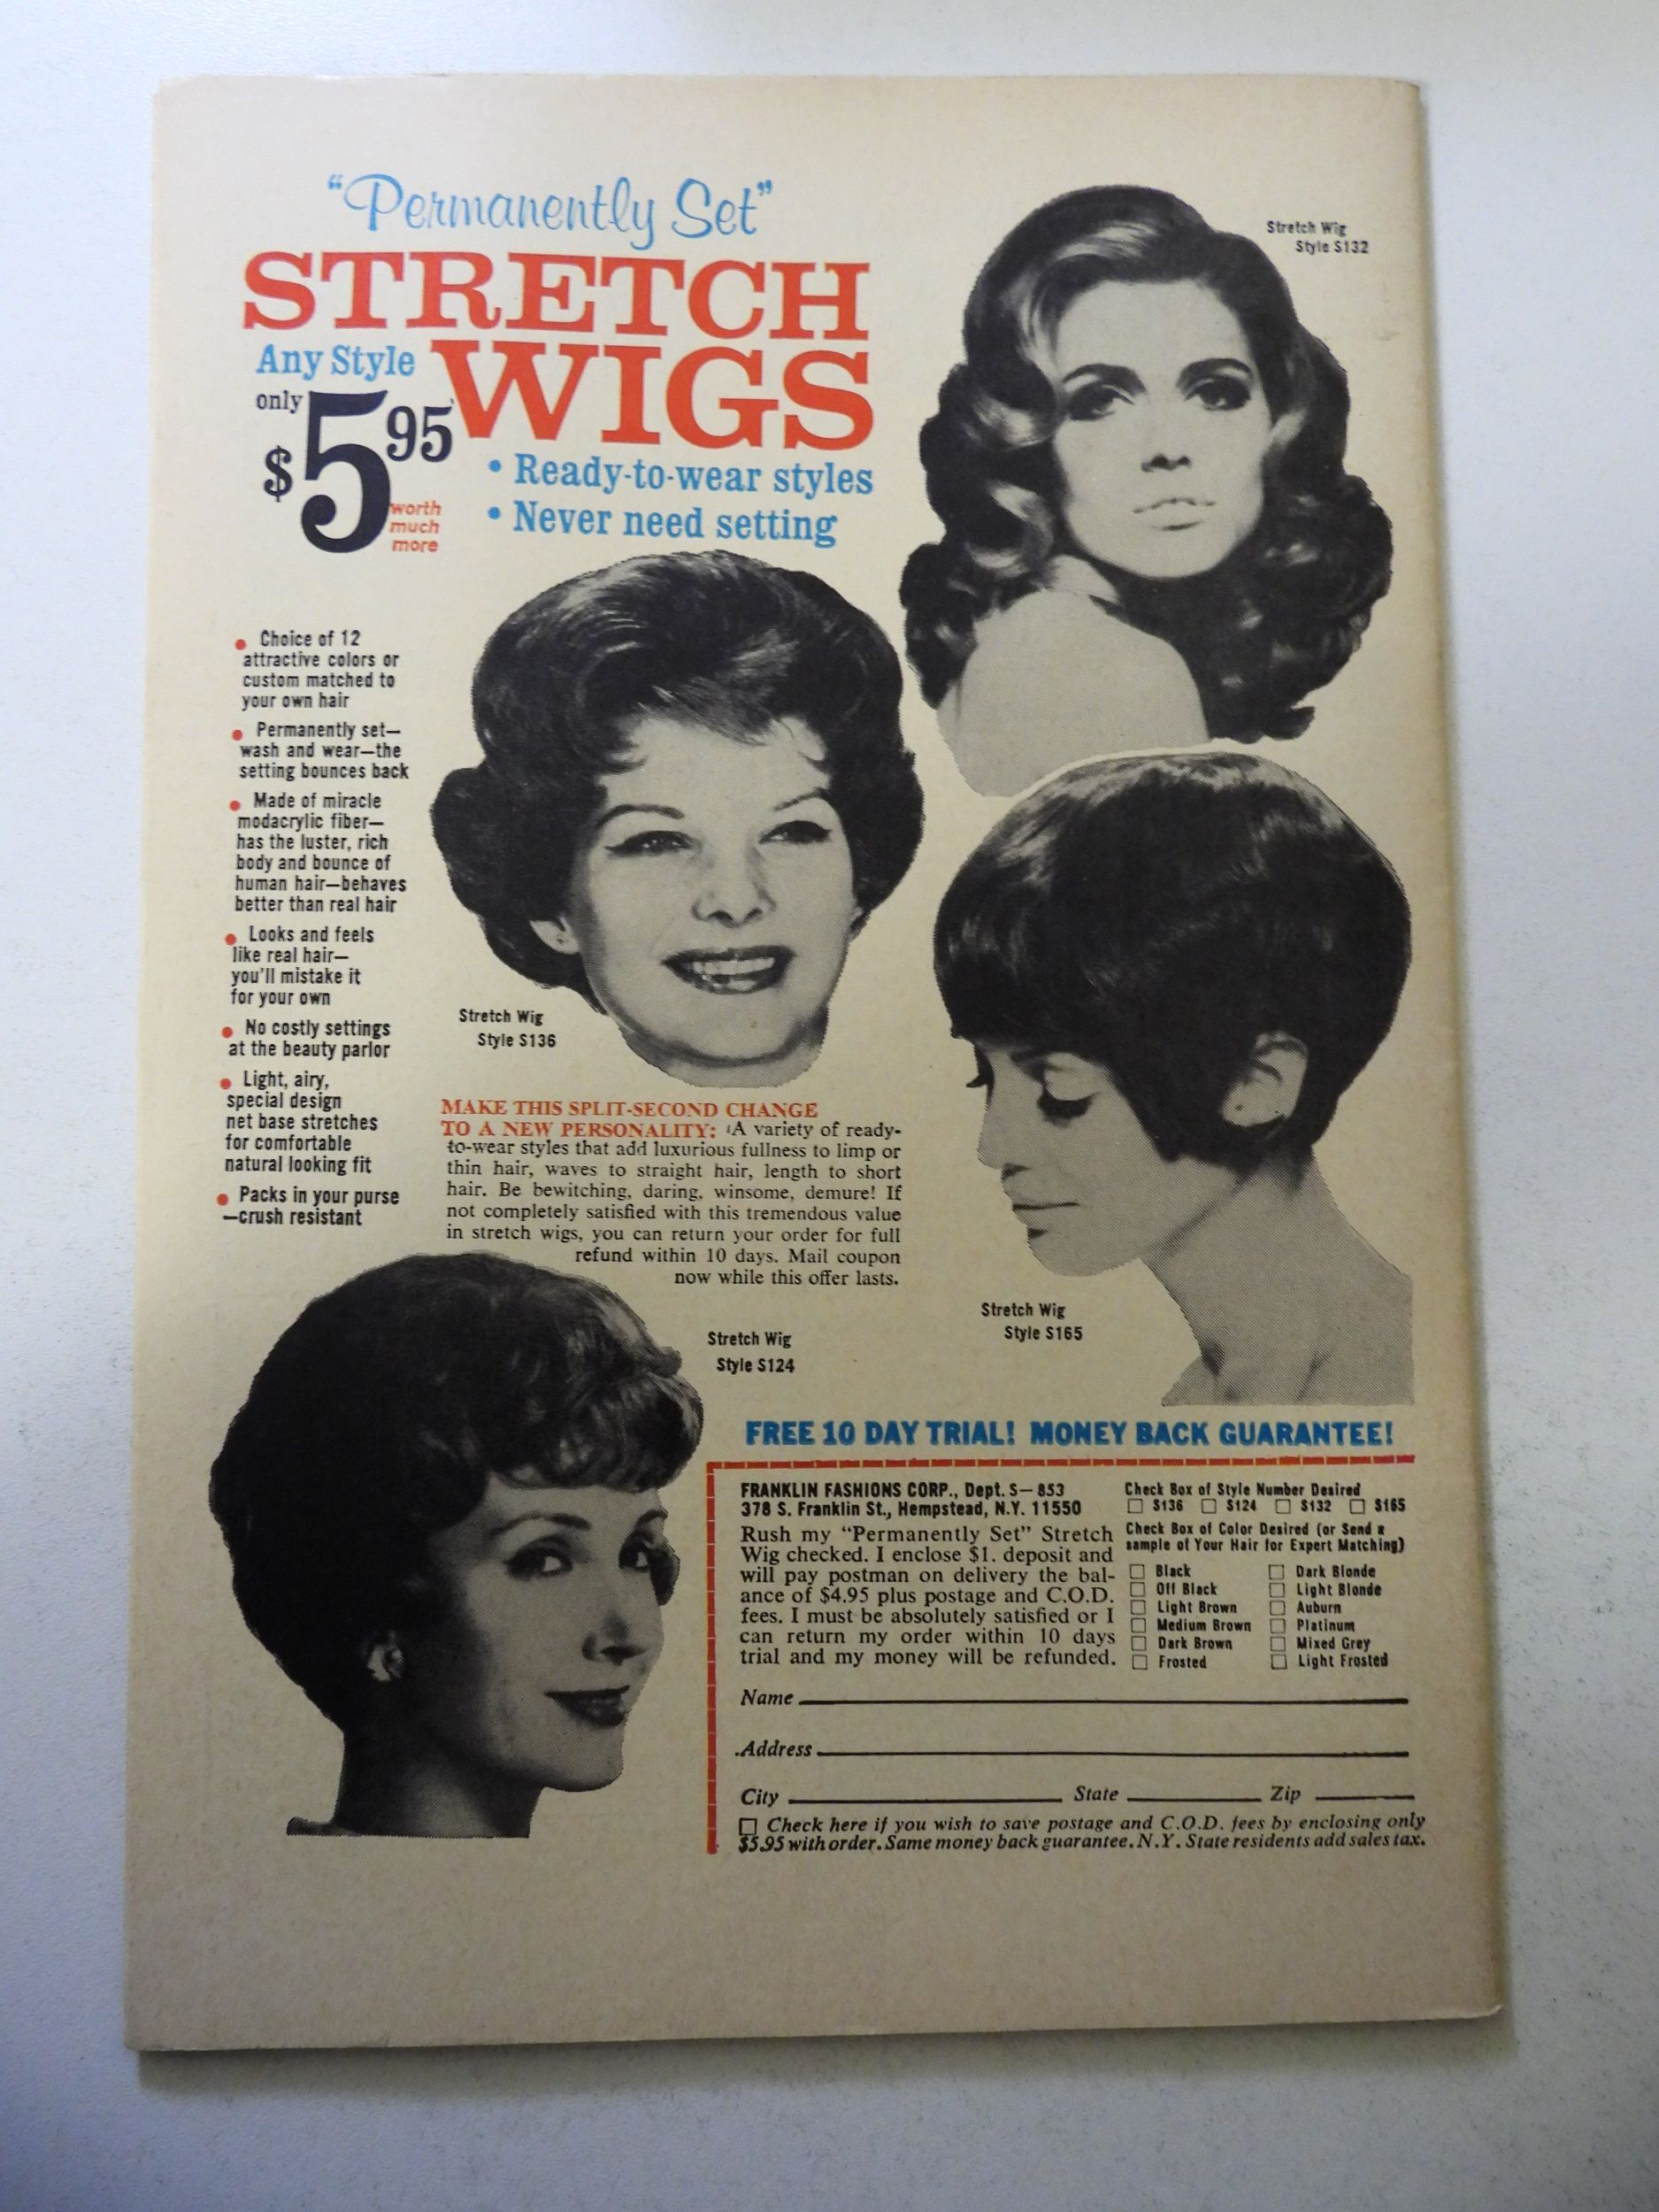 “Permanently Set”
STRETCH
WIGS
Any Style
only
$5.95
worth
much
more
• Ready-to-wear styles
• Never need setting
Stretch Wig
Style S132
• Choice of 12
attractive colors or
custom matched to
your own hair
• Permanently set—
wash and wear—the
setting bounces back
• Made of miracle
modacrylic fiber—
has the luster, rich
body and bounce of
human hair—behaves
better than real hair
• Looks and feels
like real hair—
you'll mistake it
for your own
• No costly settings
at the beauty parlor
• Light, airy,
special design
net base stretches
for comfortable
natural looking fit
• Packs in your purse
—crush resistant
Stretch Wig
Style S136
MAKE THIS SPLIT-SECOND CHANGE
TO A NEW PERSONALITY: A variety of ready-
to-wear styles that add luxurious fullness to limp or
thin hair, waves to straight hair, length to short
hair. Be bewitching, daring, winsome, demure! If
not completely satisfied with this tremendous value
in stretch wigs, you can return your order for full
refund within 10 days. Mail coupon
now while this offer lasts.
Stretch Wig
Style S165
Stretch Wig
Style S124
FREE 10 DAY TRIAL! MONEY BACK GUARANTEE!
FRANKLIN FASHIONS CORP., Dept. S—853
378 S. Franklin St., Hempstead, N.Y. 11550
Rush my “Permanently Set” Stretch
Wig checked. I enclose $1. deposit and
will pay postman on delivery the bal-
ance of $4.95 plus postage and C.O.D.
fees. I must be absolutely satisfied or I
can return my order within 10 days
trial and my money will be refunded.
Check Box of Style Number Desired
☐ S136 ☐ S124 ☐ S132 ☐ S165
Check Box of Color Desired (or Send a
sample of Your Hair for Expert Matching)
☐ Black ☐ Dark Blonde
☐ Off Black ☐ Light Blonde
☐ Light Brown ☐ Auburn
☐ Medium Brown ☐ Platinum
☐ Dark Brown ☐ Mixed Grey
☐ Frosted ☐ Light Frosted
Name
Address
City State Zip
☐ Check here if you wish to save postage and C.O.D. fees by enclosing only
$5.95 with order. Same money back guarantee. N.Y. State residents add sales tax.